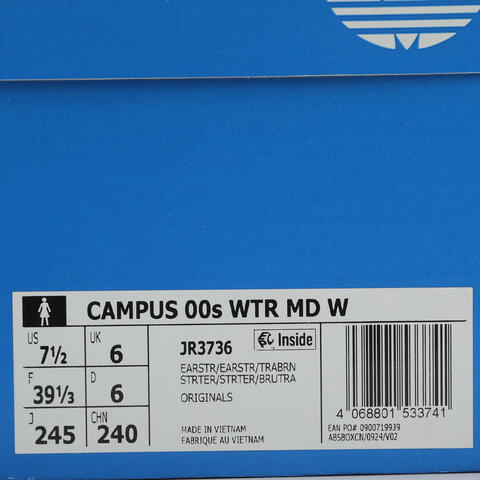 CAMPUS 00s WTR MD W
US 7½ UK 6
F 39⅓ D 6
J 245 CHN 240
JR3736
Inside
EARSTR/EARSTR/TRABRN
STRTER/STRTER/BRUTRA
ORIGINALS
MADE IN VIETNAM
FABRIQUE AU VIETNAM
4 068801 533741
EAN PO# 0900719939
ABSBOXCN/0924/V02